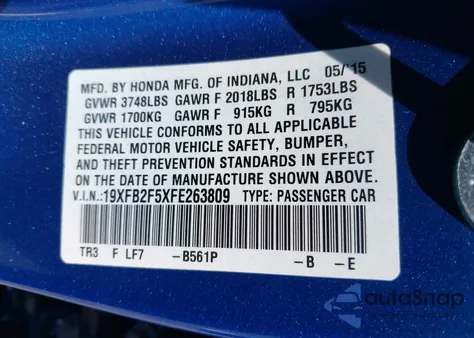 MFD. BY HONDA MFG. OF INDIANA, LLC 05/'15
GVWR 3748LBS GAWR F 2018LBS R 1753LBS
GVWR 1700KG GAWR F 915KG R 795KG
THIS VEHICLE CONFORMS TO ALL APPLICABLE
FEDERAL MOTOR VEHICLE SAFETY, BUMPER,
AND THEFT PREVENTION STANDARDS IN EFFECT
ON THE DATE OF MANUFACTURE SHOWN ABOVE.
V.I.N.: 19XFB2F5XFE263809 TYPE: PASSENGER CAR
TR3 F LF7 -B561P -B -E
autoSnap